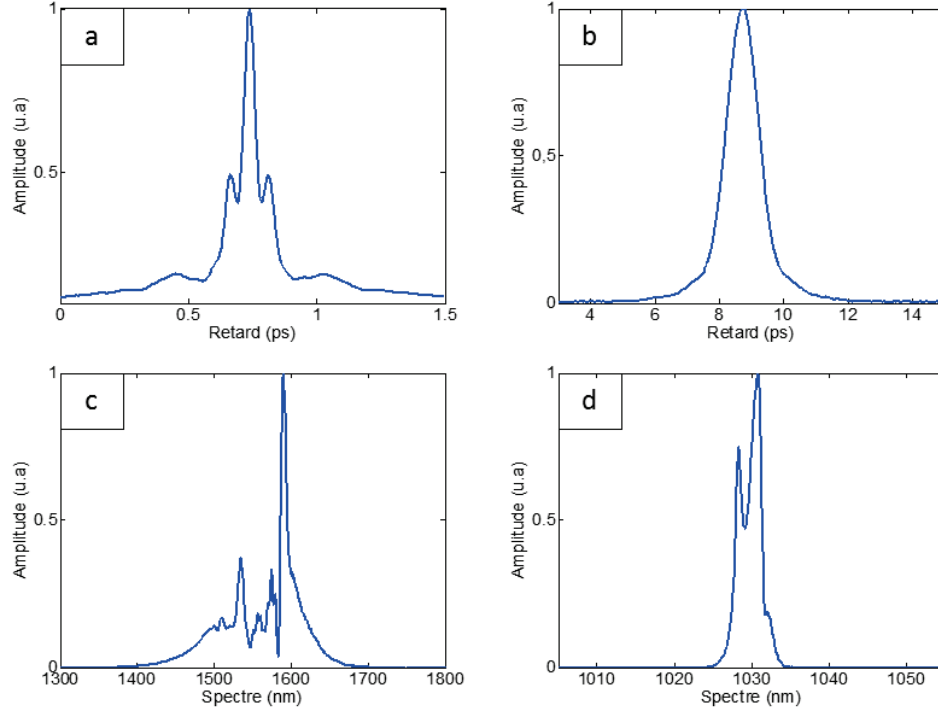 a
Amplitude (u.a)
1
0.5
0
0.5
1
1.5
Retard (ps)
b
Amplitude (u.a)
1
0,5
0
4
6
8
10
12
14
Retard (ps)
c
Amplitude (u.a)
1
0.5
0
1300
1400
1500
1600
1700
1800
Spectre (nm)
d
Amplitude (u.a)
1
0.5
0
1010
1020
1030
1040
1050
Spectre (nm)